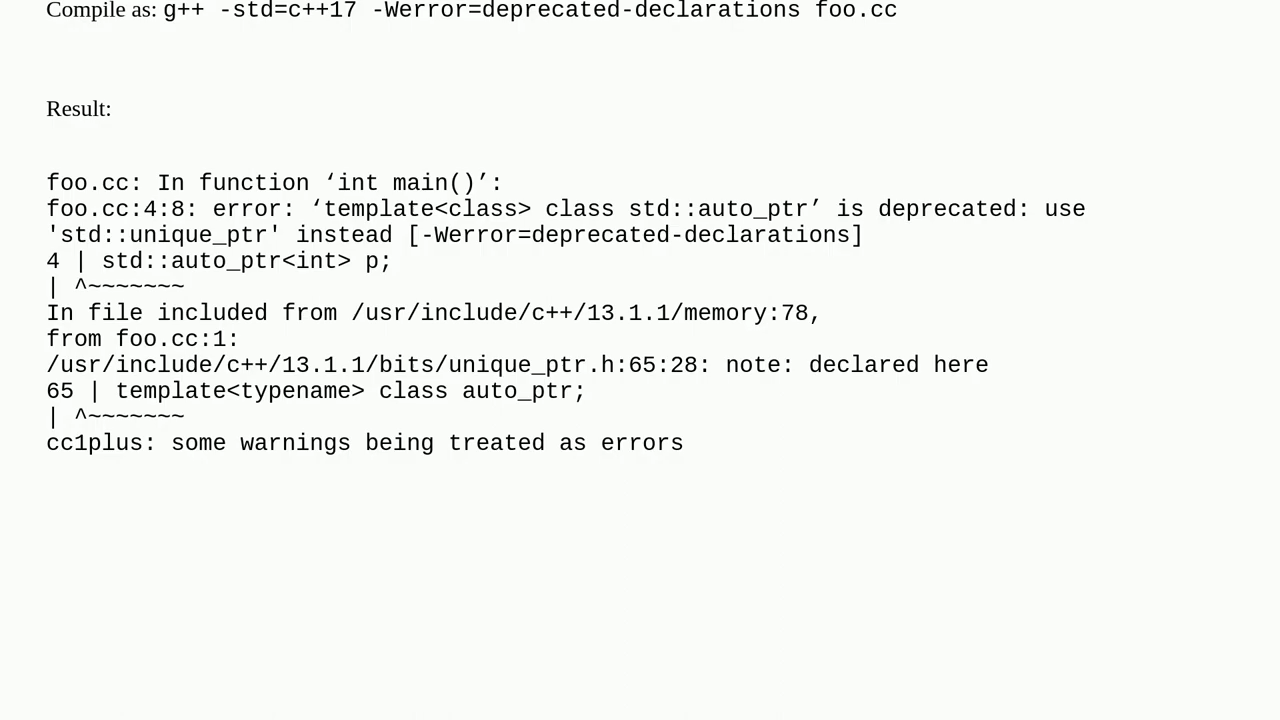 Compile as: g++ -std=c++17 -Werror=deprecated-declarations foo.cc
Result:
foo.cc: In function ‘int main()’:
foo.cc:4:8: error: ‘template<class> class std::auto_ptr’ is deprecated: use
'std::unique_ptr' instead [-Werror=deprecated-declarations]
4 | std::auto_ptr<int> p;
| ^~~~~~~~
In file included from /usr/include/c++/13.1.1/memory:78,
from foo.cc:1:
/usr/include/c++/13.1.1/bits/unique_ptr.h:65:28: note: declared here
65 | template<typename> class auto_ptr;
| ^~~~~~~~
cc1plus: some warnings being treated as errors